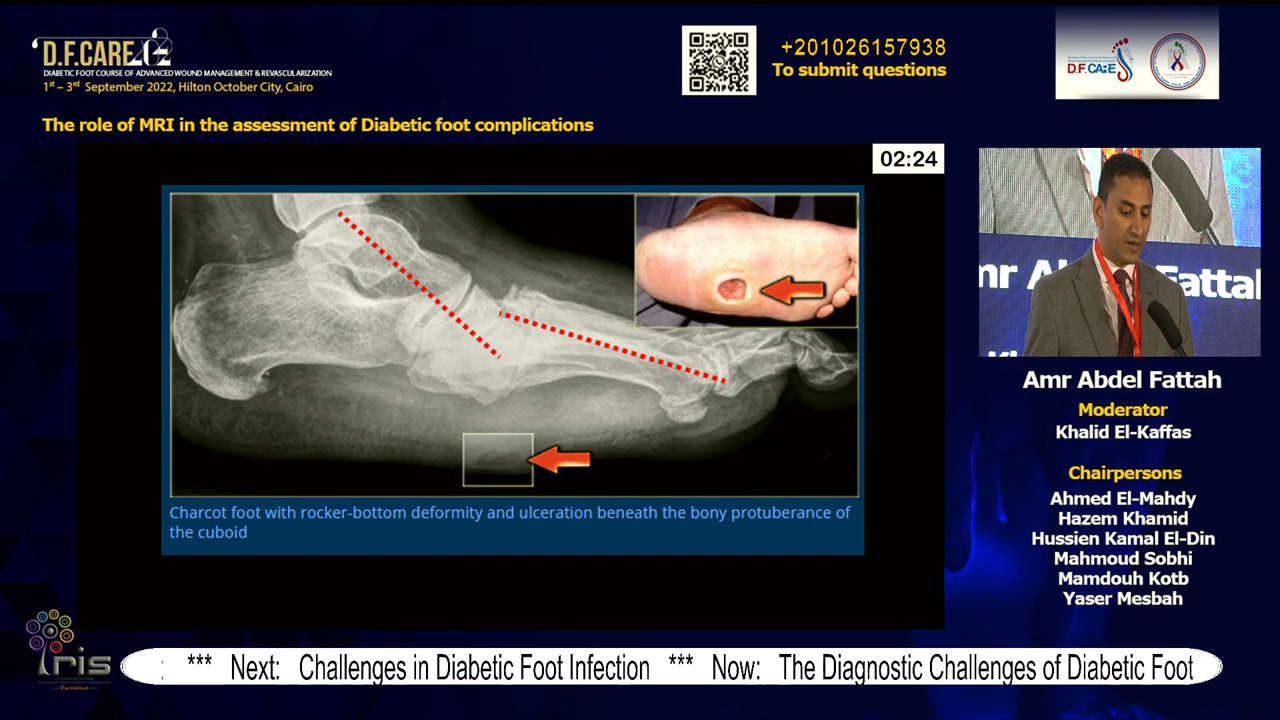 D.F.CARE
DIABETIC FOOT COURSE OF ADVANCED WOUND MANAGEMENT & REVASCULARIZATION
1st – 3rd September 2022, Hilton October City, Cairo
+201026157938
To submit questions
D.F.CARE
The role of MRI in the assessment of Diabetic foot complications
02:24
mr Abdel Fattah
Amr Abdel Fattah
Moderator
Khalid El-Kaffas
Chairpersons
Ahmed El-Mahdy
Hazem Khamid
Hussien Kamal El-Din
Mahmoud Sobhi
Mamdouh Kotb
Yaser Mesbah
Charcot foot with rocker-bottom deformity and ulceration beneath the bony protuberance of
the cuboid
iris
Excellence
: *** Next: Challenges in Diabetic Foot Infection *** Now: The Diagnostic Challenges of Diabetic Foot